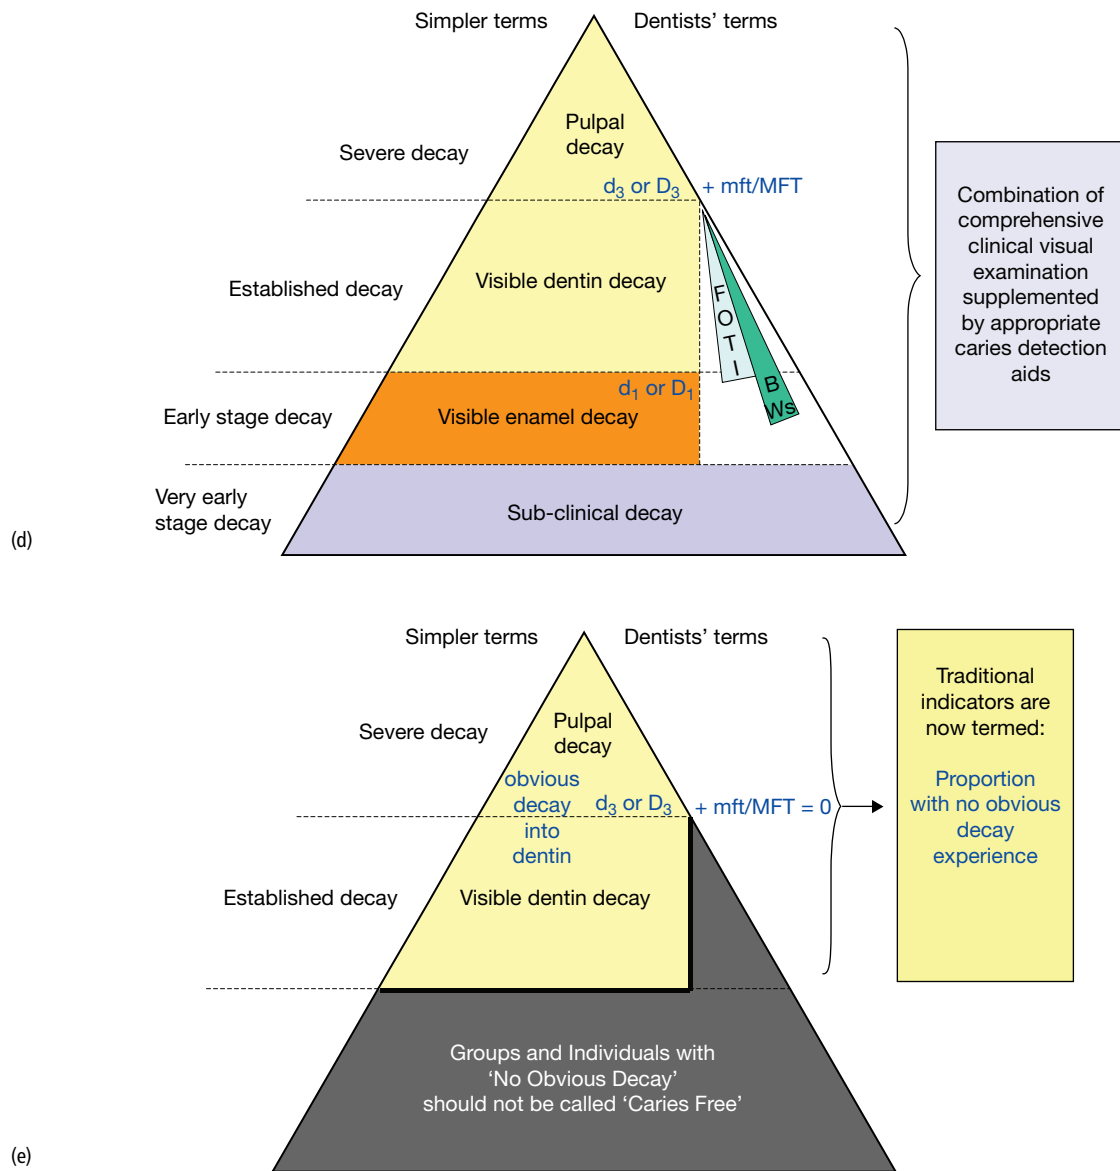 Simpler terms
Dentists' terms
Pulpal
decay
Severe decay
d3 or D3 + mft/MFT
Visible dentin decay
Established decay
F
O
T
I
B
Ws
d1 or D1
Early stage decay
Visible enamel decay
Very early
stage decay
Sub-clinical decay
Combination of
comprehensive
clinical visual
examination
supplemented
by appropriate
caries detection
aids
(d)
Simpler terms
Dentists' terms
Severe decay
Pulpal
decay
obvious
decay
into
dentin
d3 or D3 + mft/MFT = 0
Established decay
Visible dentin decay
Traditional
indicators are
now termed:
Proportion
with no obvious
decay
experience
Groups and Individuals with
'No Obvious Decay'
should not be called 'Caries Free'
(e)